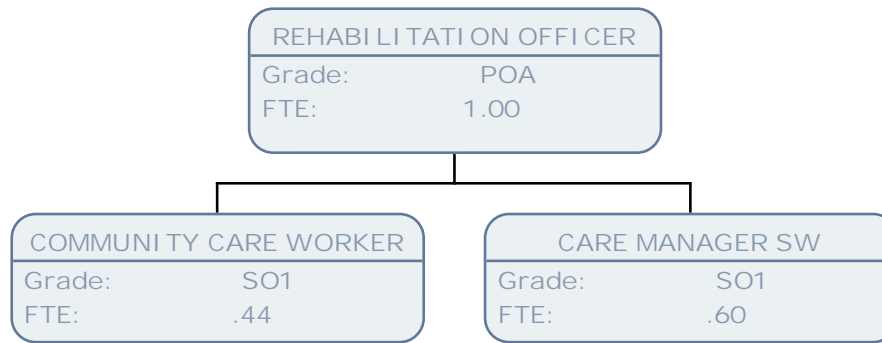 REHABILITATION OFFICER
Grade: POA
FTE: 1.00
COMMUNITY CARE WORKER
Grade: SO1
FTE: .44
CARE MANAGER SW
Grade: SO1
FTE: .60